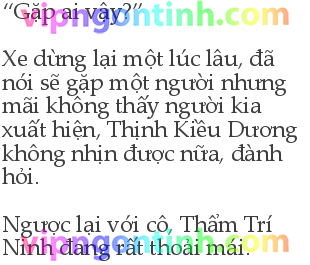 “Gặp ai vậy?”
vipngontinh.com
Xe dừng lại một lúc lâu, đã
nói sẽ gặp một người nhưng
mãi không thấy người kia
xuất hiện, Thịnh Kiều Dương
không nhịn được nữa, đành
hỏi.
Ngược lại với cô, Thẩm Trí
Ninh đang rất thoải mái.
vipngontinh.com